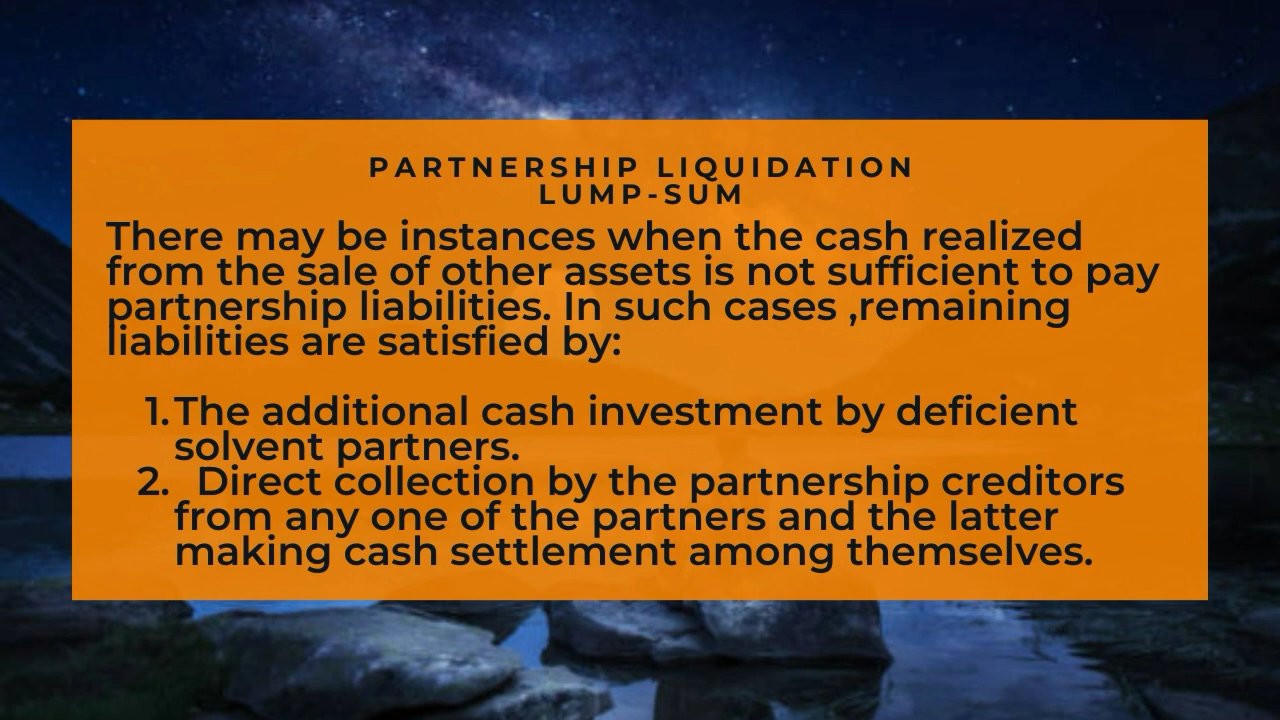 PARTNERSHIP LIQUIDATION
LUMP-SUM
There may be instances when the cash realized
from the sale of other assets is not sufficient to pay
partnership liabilities. In such cases ,remaining
liabilities are satisfied by:
1. The additional cash investment by deficient
solvent partners.
2. Direct collection by the partnership creditors
from any one of the partners and the latter
making cash settlement among themselves.